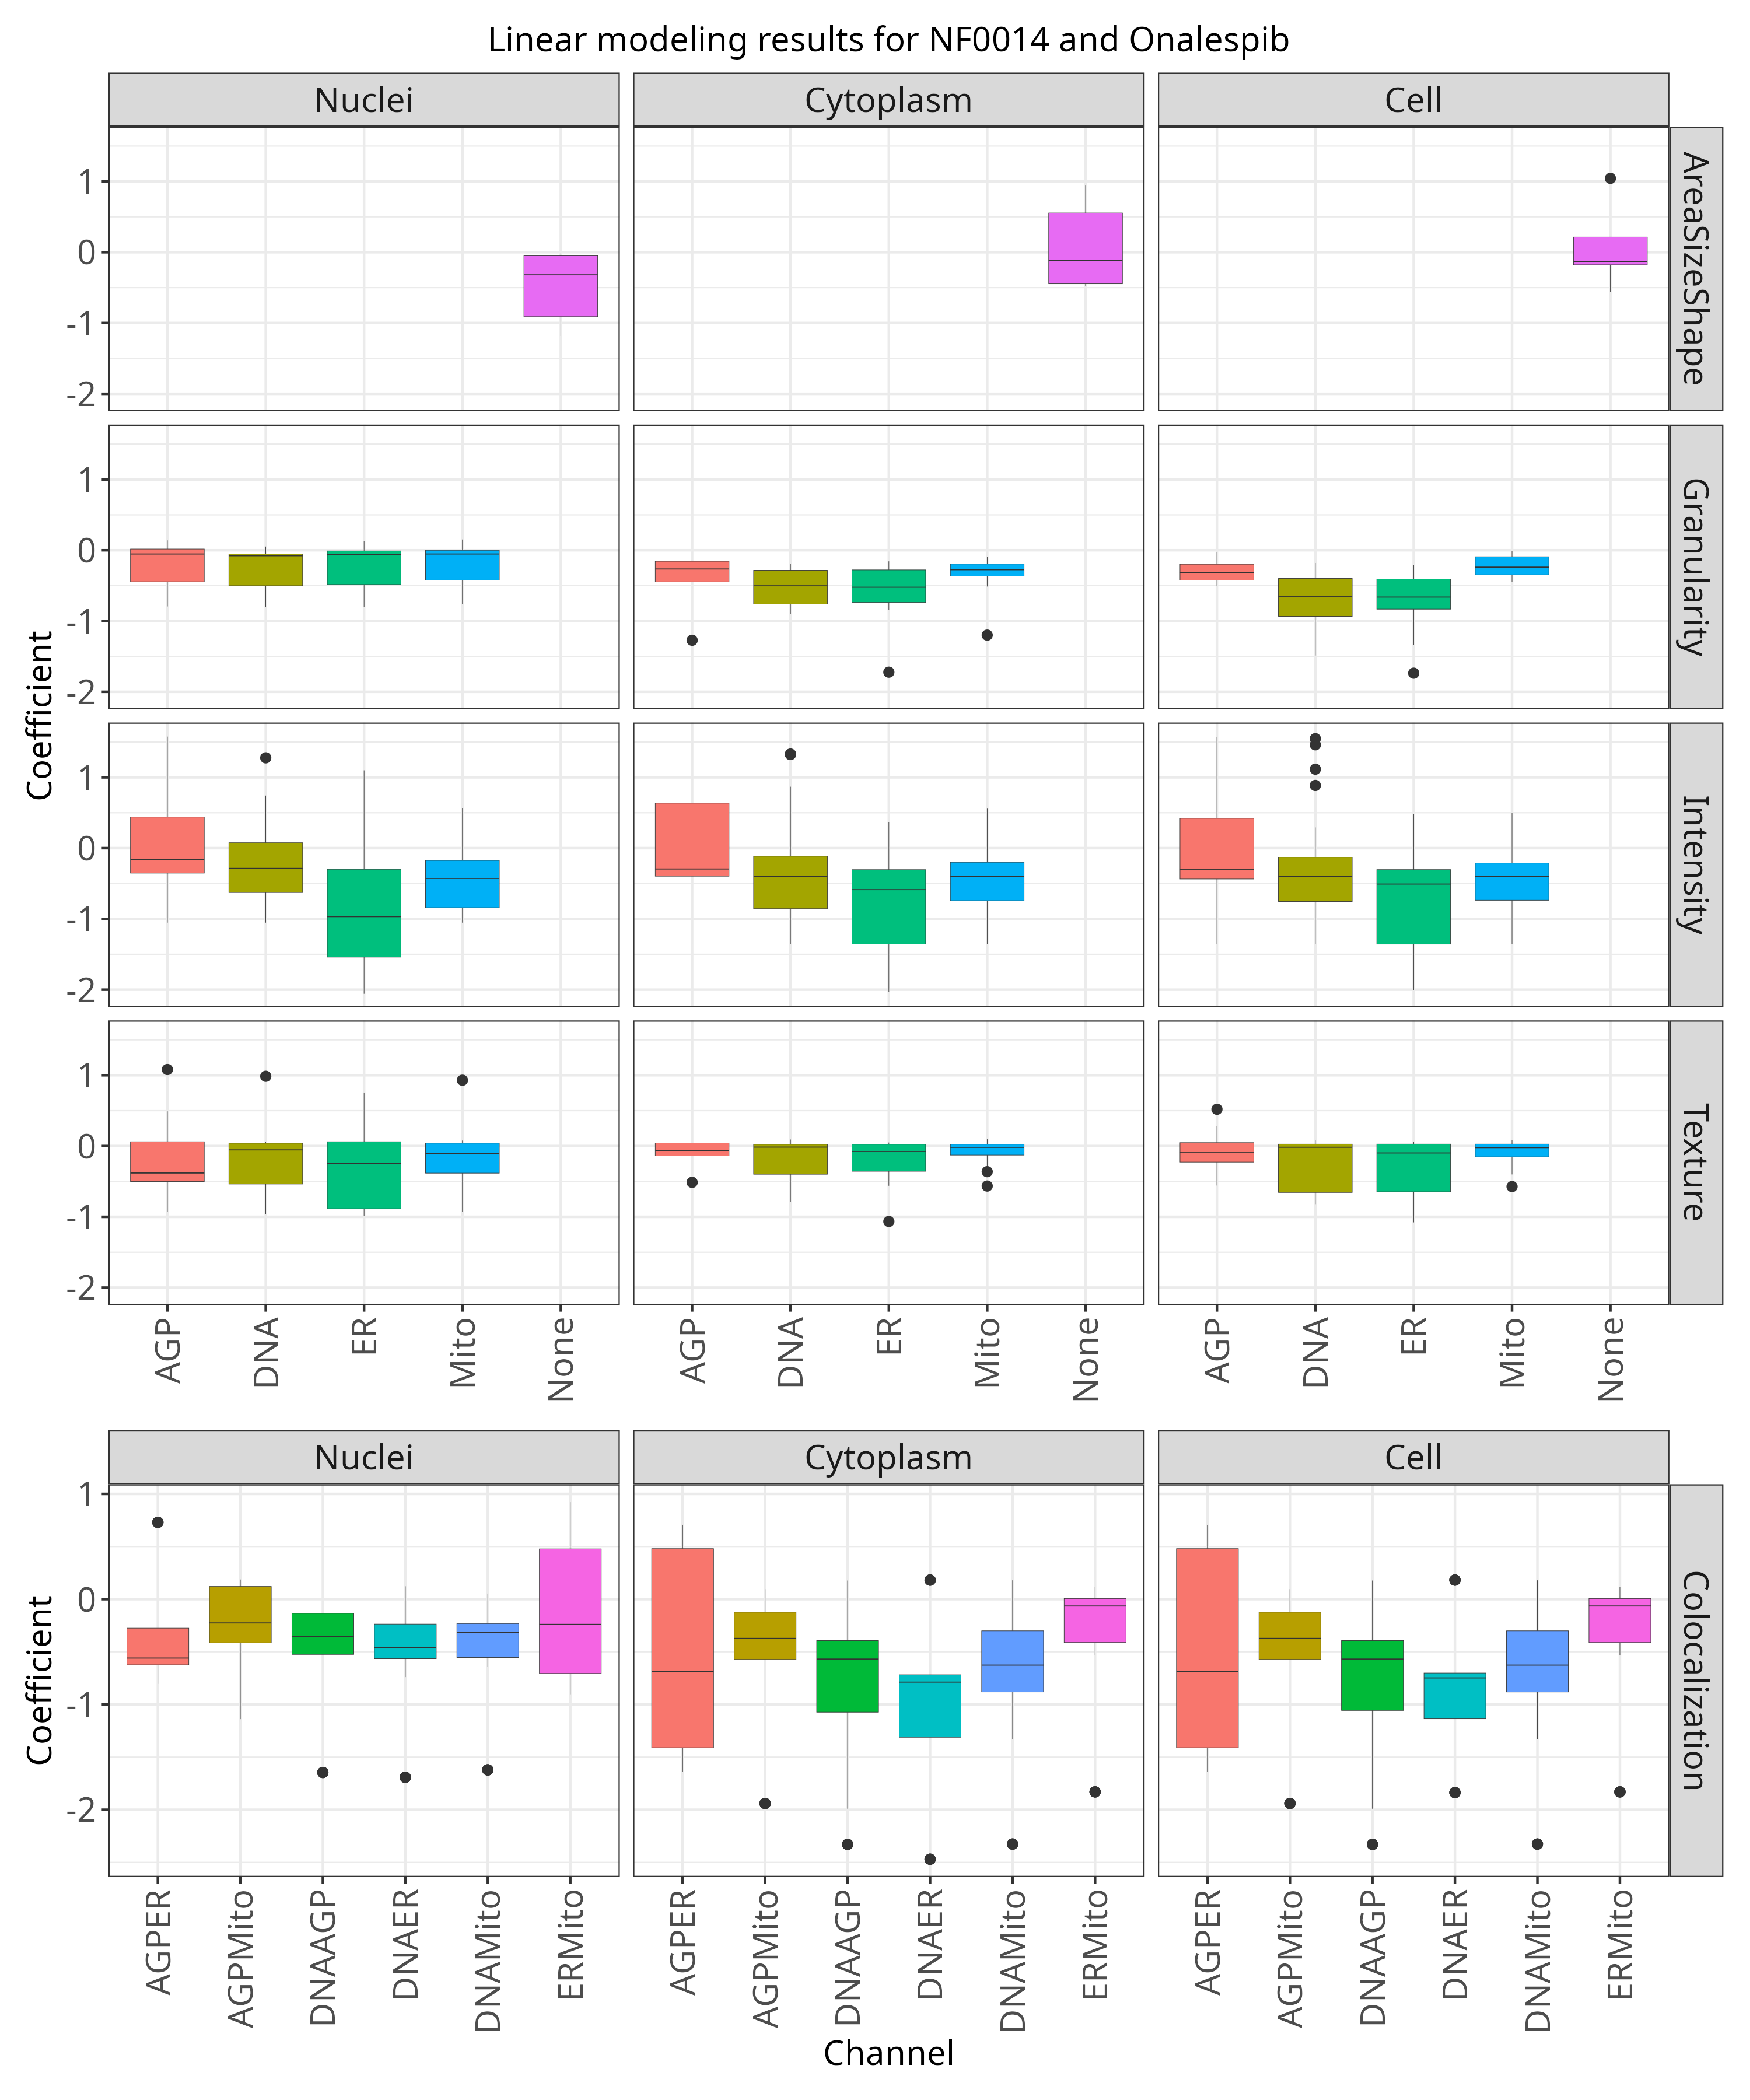 Linear modeling results for NF0014 and Onalespib
Nuclei Cytoplasm Cell
1
0
-1
-2
AreaSizeShape
1
0
-1
-2
Granularity
Coefficient
1
0
-1
-2
Intensity
1
0
-1
-2
Texture
AGP DNA ER Mito None AGP DNA ER Mito None AGP DNA ER Mito None
Nuclei Cytoplasm Cell
1
0
-1
-2
Coefficient
Colocalization
AGPER AGPMito DNAAGP DNAER DNAMito ERMito AGPER AGPMito DNAAGP DNAER DNAMito ERMito AGPER AGPMito DNAAGP DNAER DNAMito ERMito
Channel